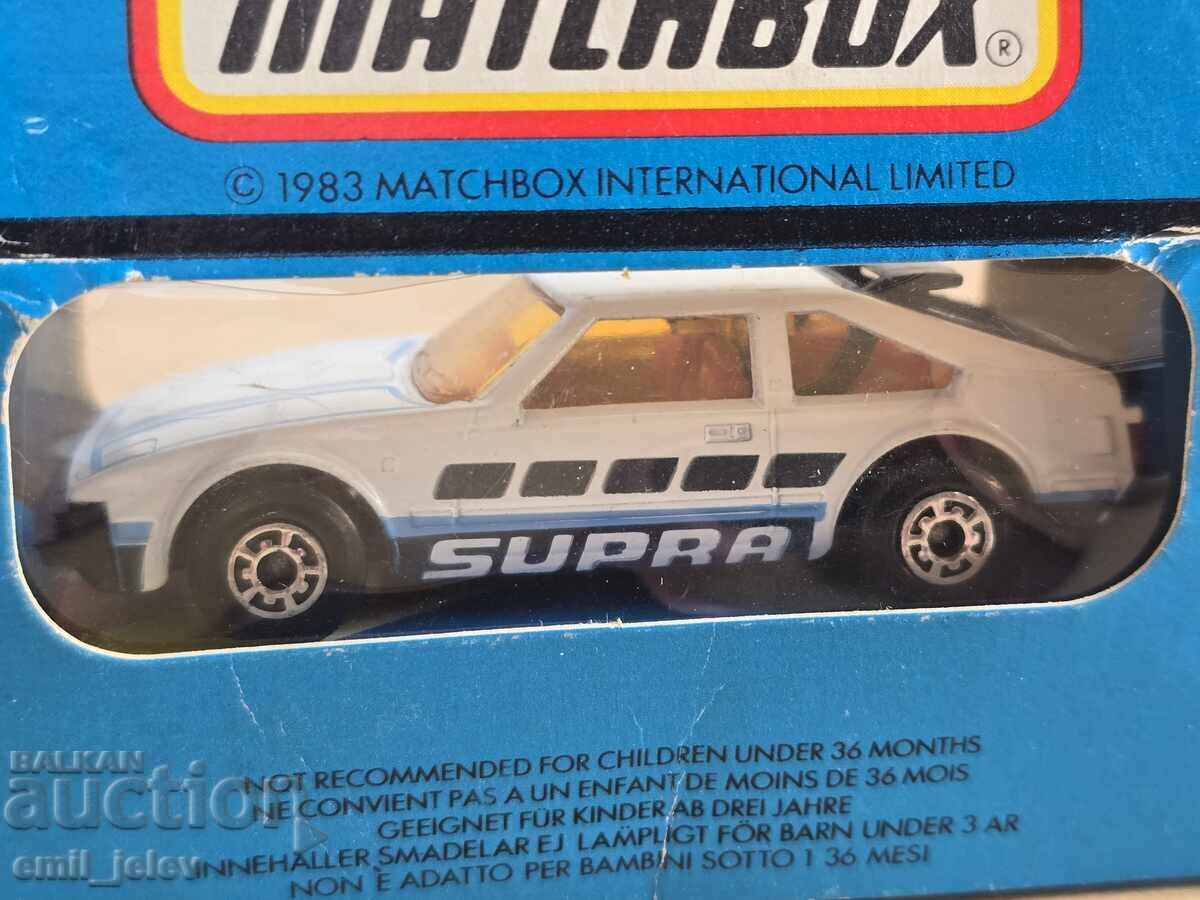 MATCHBOX®
© 1983 MATCHBOX INTERNATIONAL LIMITED
SUPRA
NOT RECOMMENDED FOR CHILDREN UNDER 36 MONTHS
NE CONVIENT PAS A UN ENFANT DE MOINS DE 36 MOIS
GEEIGNET FÜR KINDER AB DREI JAHRE
INNEHÄLLER SMADELAR EJ LAMPLIGT FÖR BARN UNDER 3 AR
NON È ADATTO PER BAMBINI SOTTO I 36 MESI
BALKAN
auction
emil_jelev